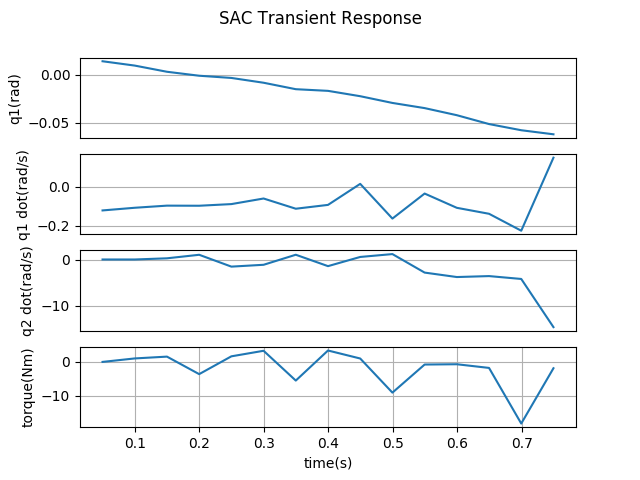 SAC Transient Response
q1(rad)
0.00
−0.05
q1 dot(rad/s)
0.0
−0.2
q2 dot(rad/s)
0
−10
torque(Nm)
0
−10
0.1 0.2 0.3 0.4 0.5 0.6 0.7
time(s)